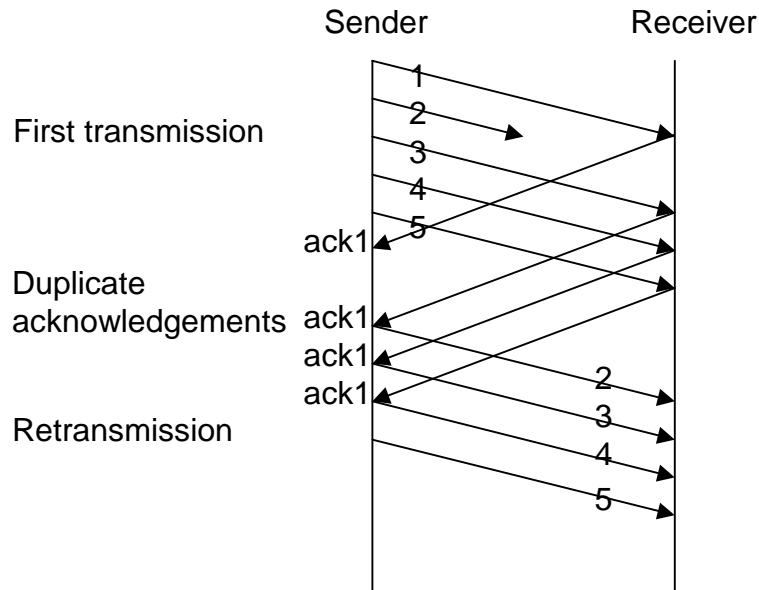 Sender Receiver
1
2
First transmission
3
4
5
ack1
Duplicate
acknowledgements
ack1
ack1
ack1
2
3
Retransmission
4
5